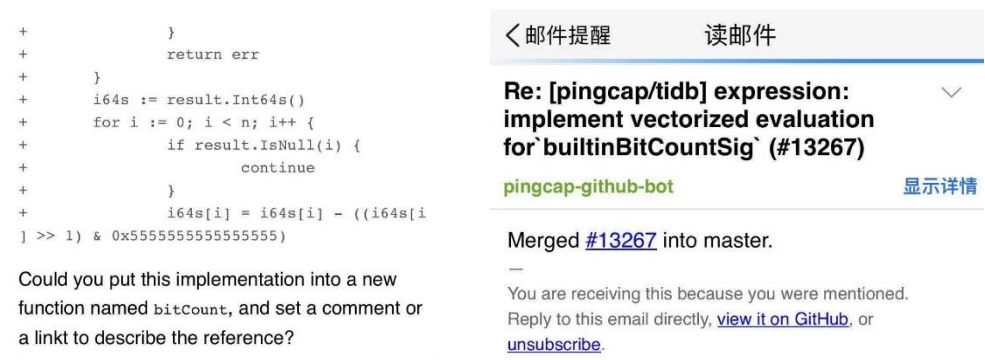 +                }
+                return err
+        }
+        i64s := result.Int64s()
+        for i := 0; i < n; i++ {
+                if result.IsNull(i) {
+                        continue
+                }
+                i64s[i] = i64s[i] - ((i64s[i
] >> 1) & 0x5555555555555555)
Could you put this implementation into a new
function named bitCount, and set a comment or
a linkt to describe the reference?
邮件提醒 读邮件
Re: [pingcap/tidb] expression:
implement vectorized evaluation
for`builtinBitCountSig` (#13267)
pingcap-github-bot 显示详情
Merged #13267 into master.
—
You are receiving this because you were mentioned.
Reply to this email directly, view it on GitHub, or
unsubscribe.